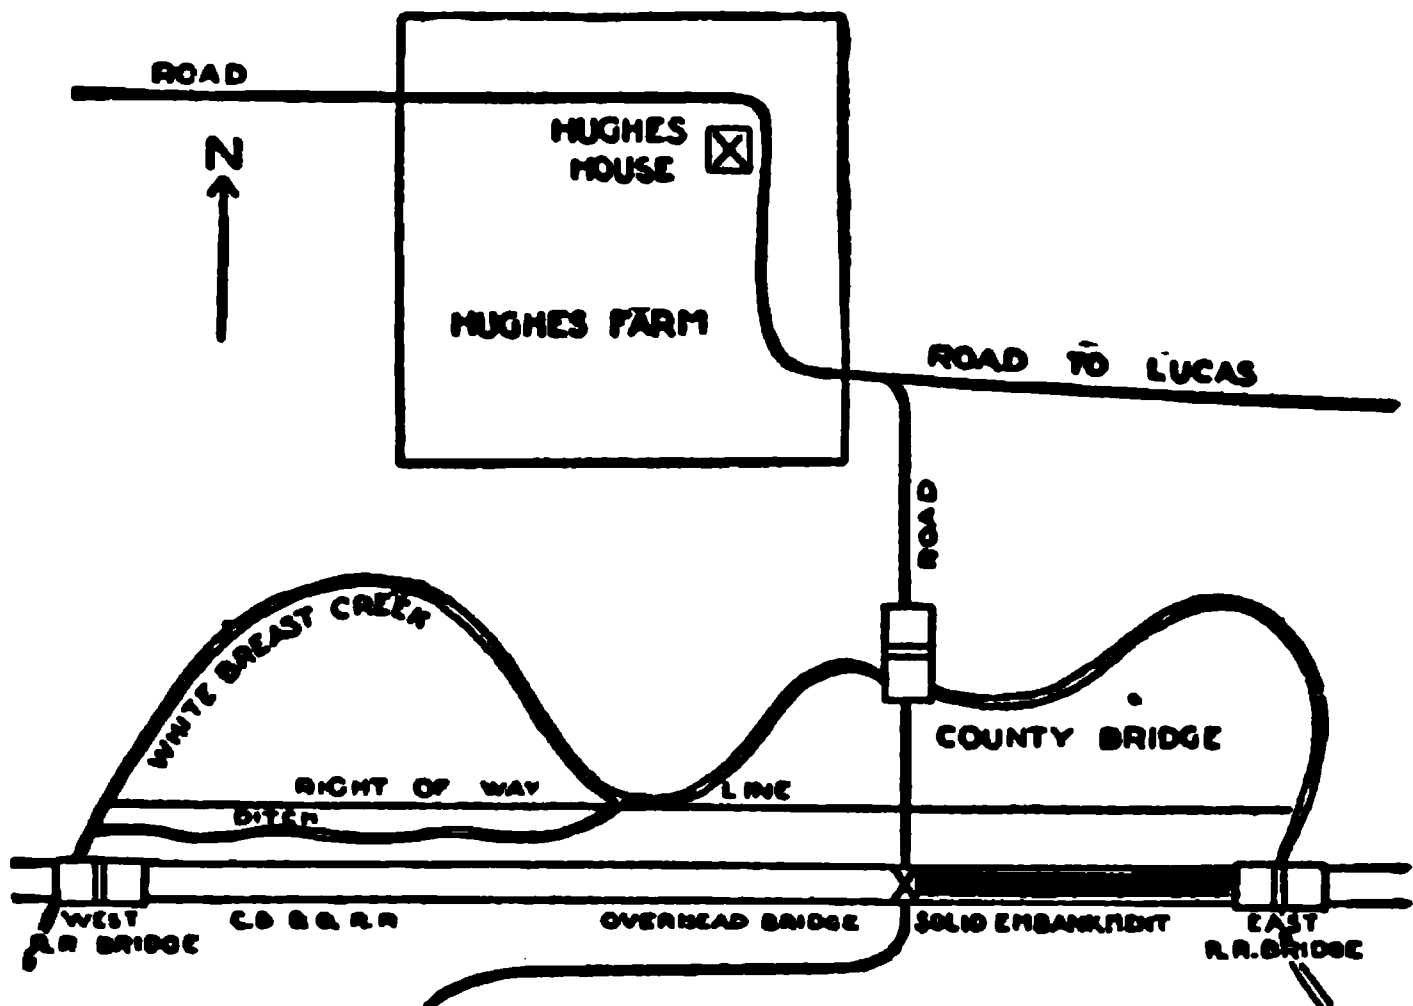 ROAD
N
HUGHES
HOUSE
HUGHES FARM
ROAD TO LUCAS
ROAD
WHITE BREAST CREEK
COUNTY BRIDGE
RIGHT OF WAY LINE
DITCH
WEST
R.R BRIDGE
C.B & Q. R.R
OVERHEAD BRIDGE
SOLID EMBANKMENT
EAST
R.R. BRIDGE